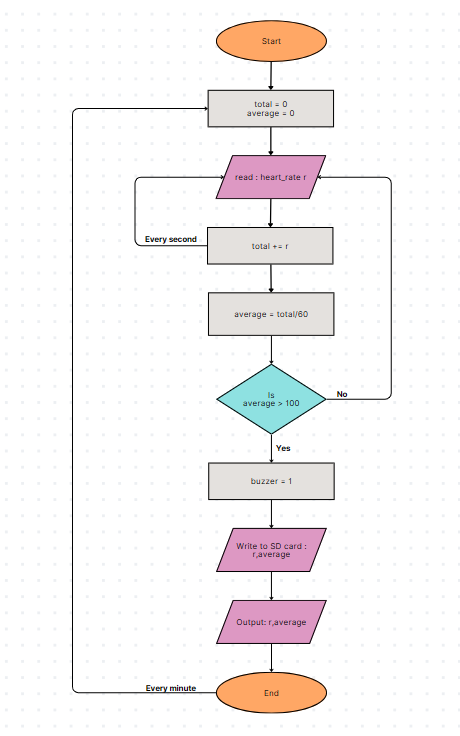 Start
total = 0
average = 0
read : heart_rate r
Every second
total += r
average = total/60
Is
average > 100
No
Yes
buzzer = 1
Write to SD card :
r,average
Output: r,average
Every minute
End